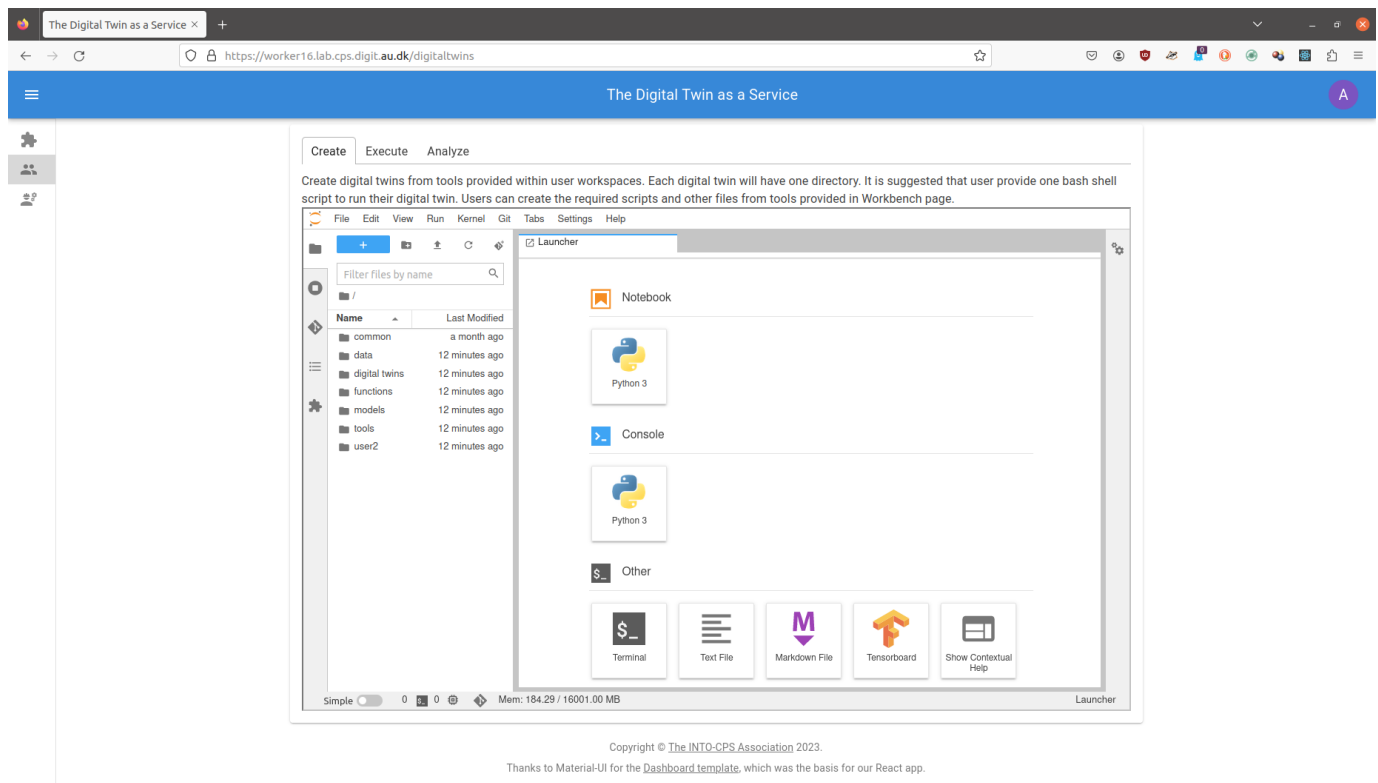 The Digital Twin as a Service
https://worker16.lab.cps.digit.au.dk/digitaltwins
0
The Digital Twin as a Service
A
Create Execute Analyze
Create digital twins from tools provided within user workspaces. Each digital twin will have one directory. It is suggested that user provide one bash shell
script to run their digital twin. Users can create the required scripts and other files from tools provided in Workbench page.
File Edit View Run Kernel Git Tabs Settings Help
+
Launcher
Filter files by name
/
Name Last Modified
common a month ago
data 12 minutes ago
digital twins 12 minutes ago
functions 12 minutes ago
models 12 minutes ago
tools 12 minutes ago
user2 12 minutes ago
Notebook
Python 3
Console
Python 3
$_ Other
$_
M
Terminal Text File Markdown File Tensorboard Show Contextual
Help
Simple 0 $_ 0 Mem: 184.29 / 16001.00 MB Launcher
Copyright © The INTO-CPS Association 2023.
Thanks to Material-UI for the Dashboard template, which was the basis for our React app.